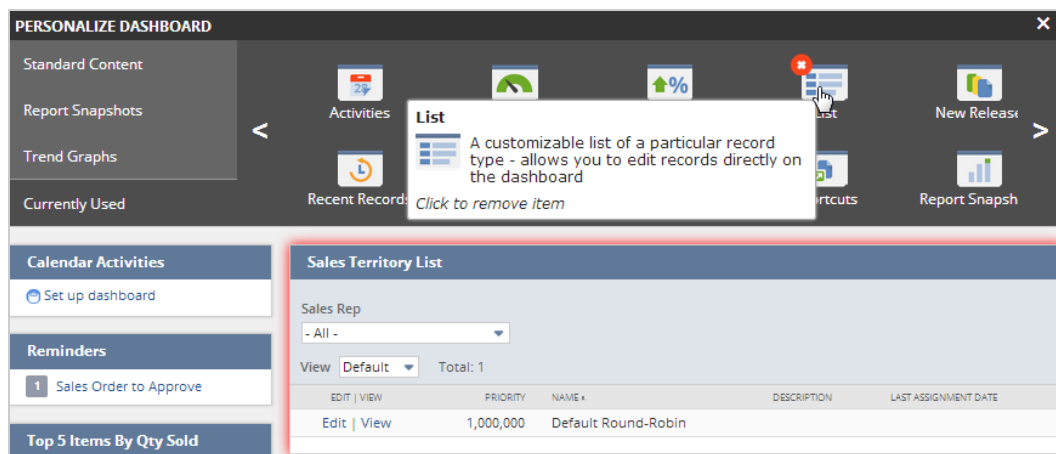 PERSONALIZE DASHBOARD
Standard Content
Report Snapshots
Trend Graphs
Currently Used
28
%
Activities
New Release
Recent Record
Report Snapsh
List
A customizable list of a particular record
type - allows you to edit records directly on
the dashboard
Click to remove item
Calendar Activities
Set up dashboard
Reminders
1 Sales Order to Approve
Top 5 Items By Qty Sold
Sales Territory List
Sales Rep
- All -
View Default Total: 1
EDIT | VIEW PRIORITY NAME DESCRIPTION LAST ASSIGNMENT DATE
Edit | View 1,000,000 Default Round-Robin